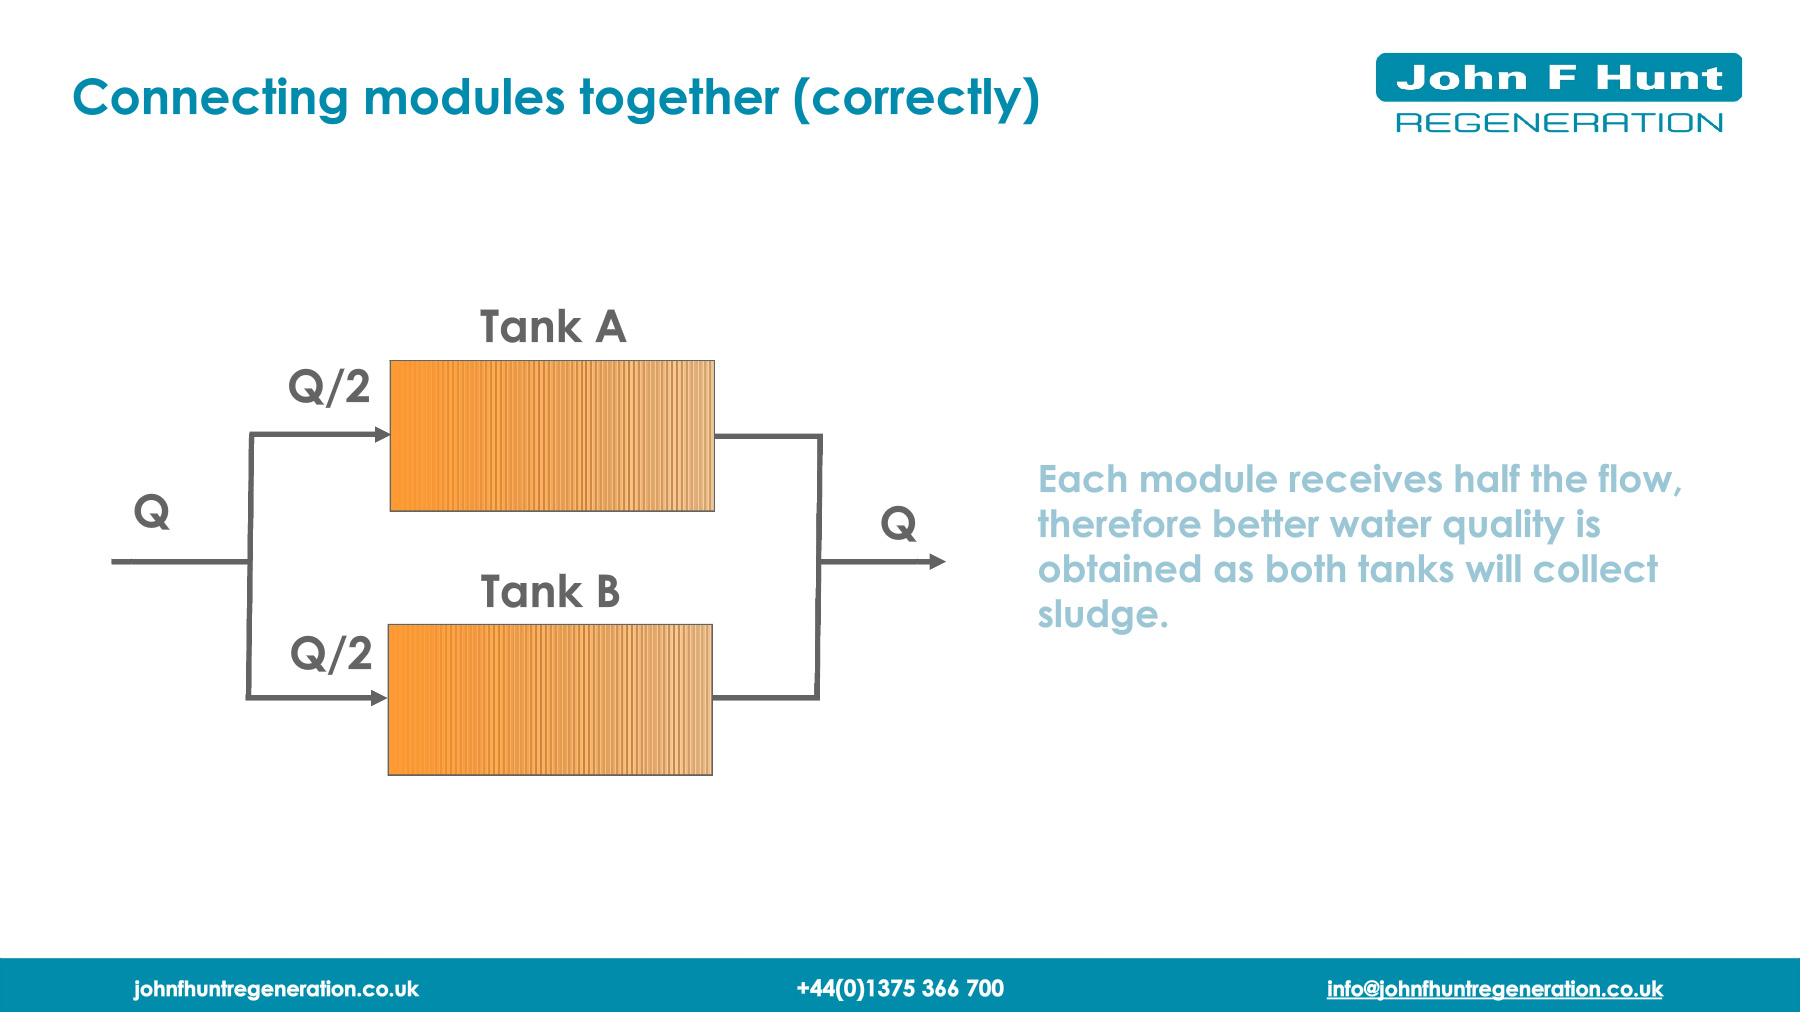 Connecting modules together (correctly)
John F Hunt
REGENERATION
Tank A
Q/2
Q
Q
Tank B
Q/2
Each module receives half the flow,
therefore better water quality is
obtained as both tanks will collect
sludge.
johnfhuntregeneration.co.uk
+44(0)1375 366 700
info@johnfhuntregeneration.co.uk